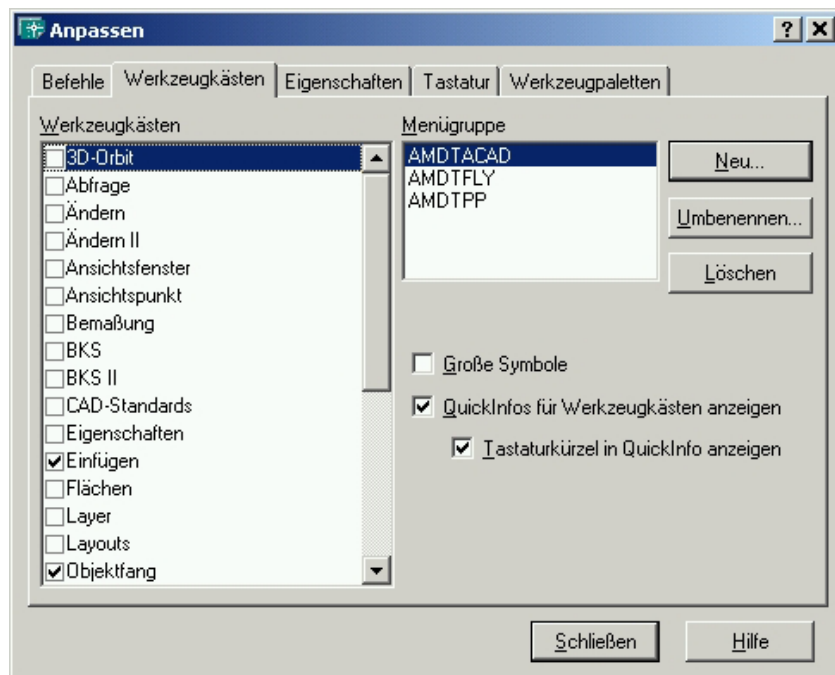 Anpassen
Befehle Werkzeugkästen Eigenschaften Tastatur Werkzeugpaletten
Werkzeugkästen
3D-Orbit
Abfrage
Ändern
Ändern II
Ansichtsfenster
Ansichtspunkt
Bemaßung
BKS
BKS II
CAD-Standards
Eigenschaften
Einfügen
Flächen
Layer
Layouts
Objektfang
Menügruppe
AMDTACAD
AMDTFLY
AMDTPP
Neu...
Umbenennen...
Löschen
Große Symbole
QuickInfos für Werkzeugkästen anzeigen
Tastaturkürzel in QuickInfo anzeigen
Schließen Hilfe